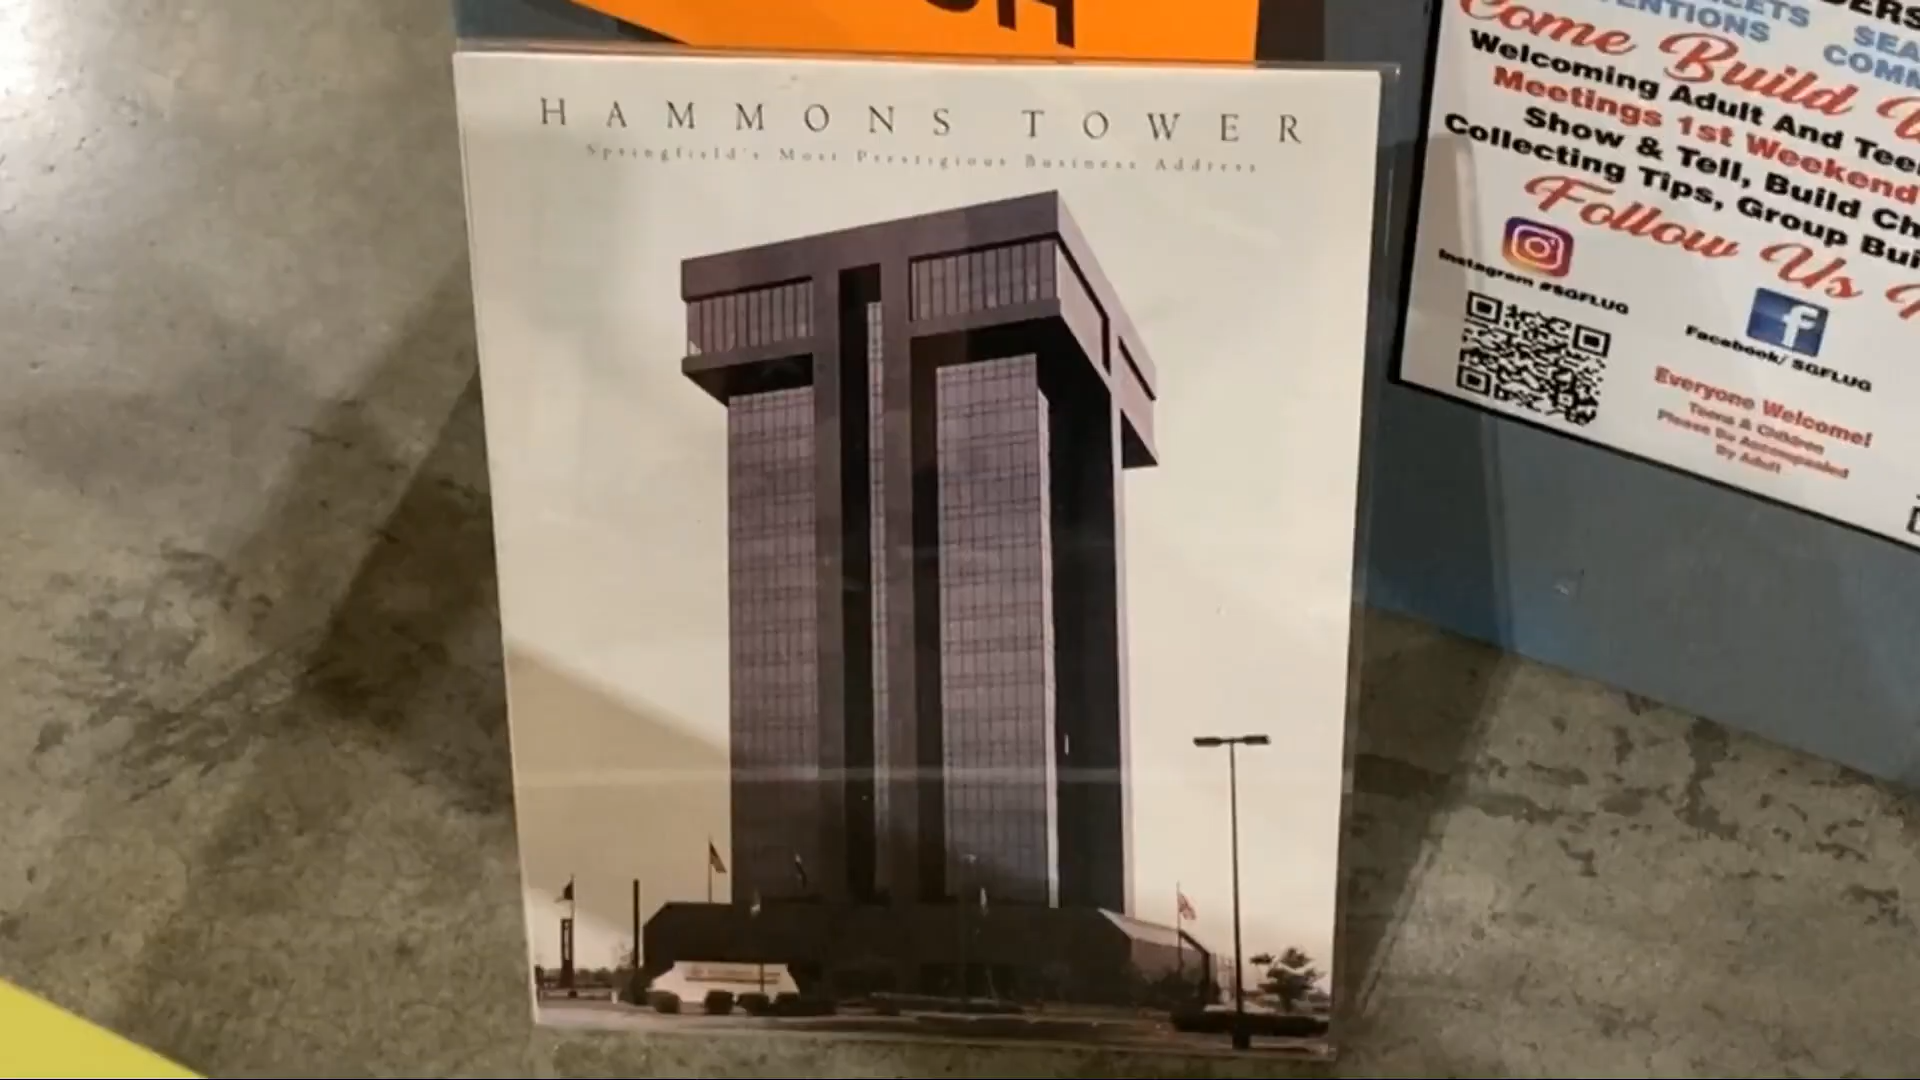 HAMMONS TOWER
Springfield's Most Prestigious Business Address
COMM
Come Build
Welcoming Adult And Teen
Meetings 1st Weekend
Show & Tell, Build Ch
Collecting Tips, Group Buil
Follow Us
Instagram #SGFLUG
Facebook/ SGFLUG
Everyone Welcome!
Teens & Children
Please Be Accompanied
By Adult